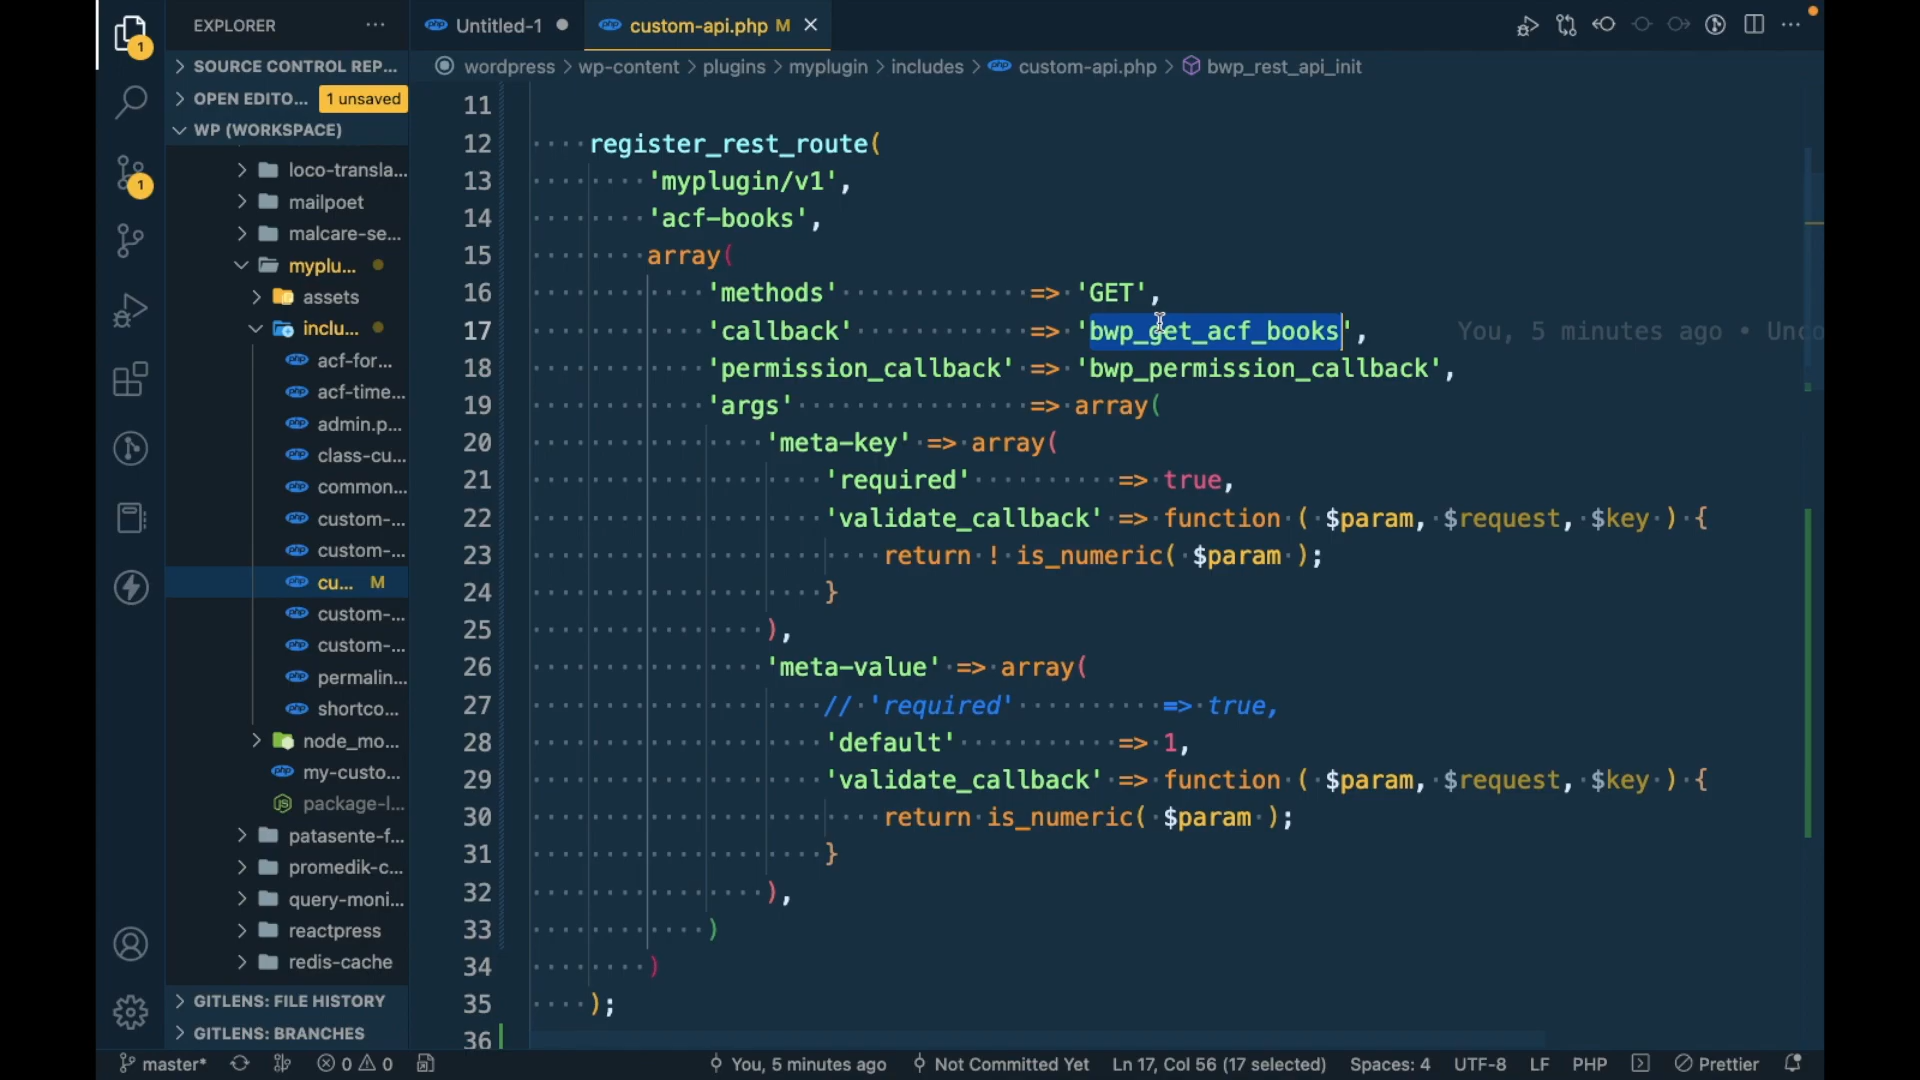 EXPLORER
Untitled-1
custom-api.php M
SOURCE CONTROL REP...
OPEN EDITO... 1 unsaved
WP (WORKSPACE)
wordpress > wp-content > plugins > myplugin > includes > custom-api.php > bwp_rest_api_init
loco-transla...
mailpoet
malcare-se...
myplu...
assets
inclu...
acf-for...
acf-time...
admin.p...
class-cu...
common...
custom-...
custom-...
cu... M
custom-...
custom-...
permalin...
shortco...
node_mo...
my-custo...
package-l...
patasente-f...
promedik-c...
query-moni...
reactpress
redis-cache
GITLENS: FILE HISTORY
GITLENS: BRANCHES
1
1
11
12 register_rest_route(
13 'myplugin/v1',
14 'acf-books',
15 array(
16 'methods' => 'GET',
17 'callback' => 'bwp_get_acf_books', You, 5 minutes ago • Unco
18 'permission_callback' => 'bwp_permission_callback',
19 'args' => array(
20 'meta-key' => array(
21 'required' => true,
22 'validate_callback' => function ( $param, $request, $key ) {
23 return ! is_numeric( $param );
24 }
25 ),
26 'meta-value' => array(
27 // 'required' => true,
28 'default' => 1,
29 'validate_callback' => function ( $param, $request, $key ) {
30 return is_numeric( $param );
31 }
32 ),
33 )
34 )
35 );
36
master* 0 0 You, 5 minutes ago Not Committed Yet Ln 17, Col 56 (17 selected) Spaces: 4 UTF-8 LF PHP Prettier